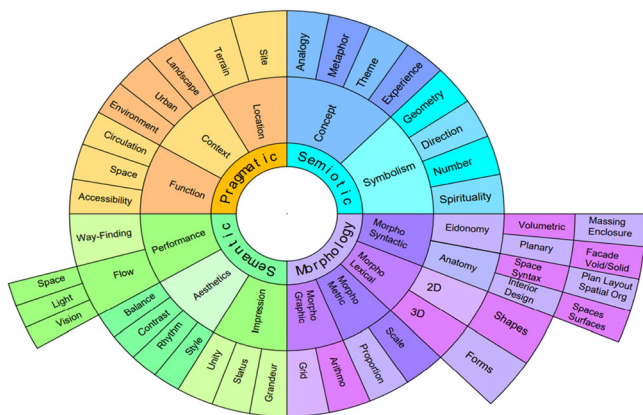 Pragmatic
Semiotic
Semantic
Morphology
Location
Context
Function
Site
Terrain
Landscape
Urban
Environment
Circulation
Space
Accessibility
Concept
Symbolism
Analogy
Metaphor
Theme
Experience
Geometry
Direction
Number
Spirituality
Performance
Aesthetics
Impression
Way-Finding
Flow
Space
Light
Vision
Balance
Contrast
Rhythm
Style
Unity
Status
Grandeur
Morpho
Syntactic
Morpho
Lexical
Morpho
Metric
Morpho
Graphic
Eidonomy
Anatomy
2D
3D
Scale
Proportion
Arithmo
Grid
Volumetric
Planary
Space
Syntax
Interior
Design
Shapes
Forms
Massing
Enclosure
Facade
Void/Solid
Plan Layout
Spatial Org
Spaces
Surfaces